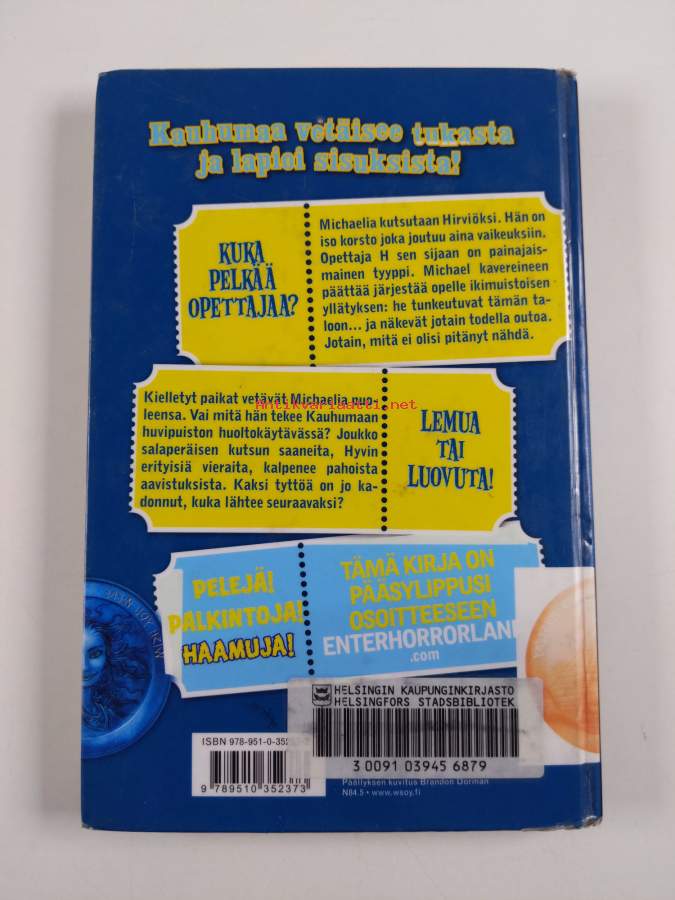 Kauhumaa vetäisee tukasta
ja lapioi sisuksista!
KUKA
PELKÄÄ
OPETTAJAA?
Michaelia kutsutaan Hirviöksi. Hän on
iso korsto joka joutuu aina vaikeuksiin.
Opettaja H sen sijaan on painajais-
mainen tyyppi. Michael kavereineen
päättää järjestää opelle ikimuistoisen
yllätyksen: he tunkeutuvat tämän ta-
loon... ja näkevät jotain todella outoa.
Jotain, mitä ei olisi pitänyt nähdä.
Kielletyt paikat vetävät Michaelia puo-
leensa. Vai mitä hän tekee Kauhumaan
huvipuiston huoltokäytävässä? Joukko
salaperäisen kutsun saaneita, Hyvin
erityisiä vieraita, kalpenee pahoista
aavistuksista. Kaksi tyttöä on jo ka-
donnut, kuka lähtee seuraavaksi?
Antikvariaatti.net
LEMUA
TAI
LUOVUTA!
PELEJÄ!
PALKINTOJA!
HAAMUJA!
TÄMÄ KIRJA ON
PÄÄSYLIPPUSI
OSOITTEESEEN
ENTERHORRORLAND
.com
HELSINGIN KAUPUNGINKIRJASTO
HELSINGFORS STADSBIBLIOTEK
3 0091 03945 6879
ISBN 978-951-0-352
9 789510 352373
Päällyksen kuvitus Brandon Dorman
N84.5 • www.wsoy.fi